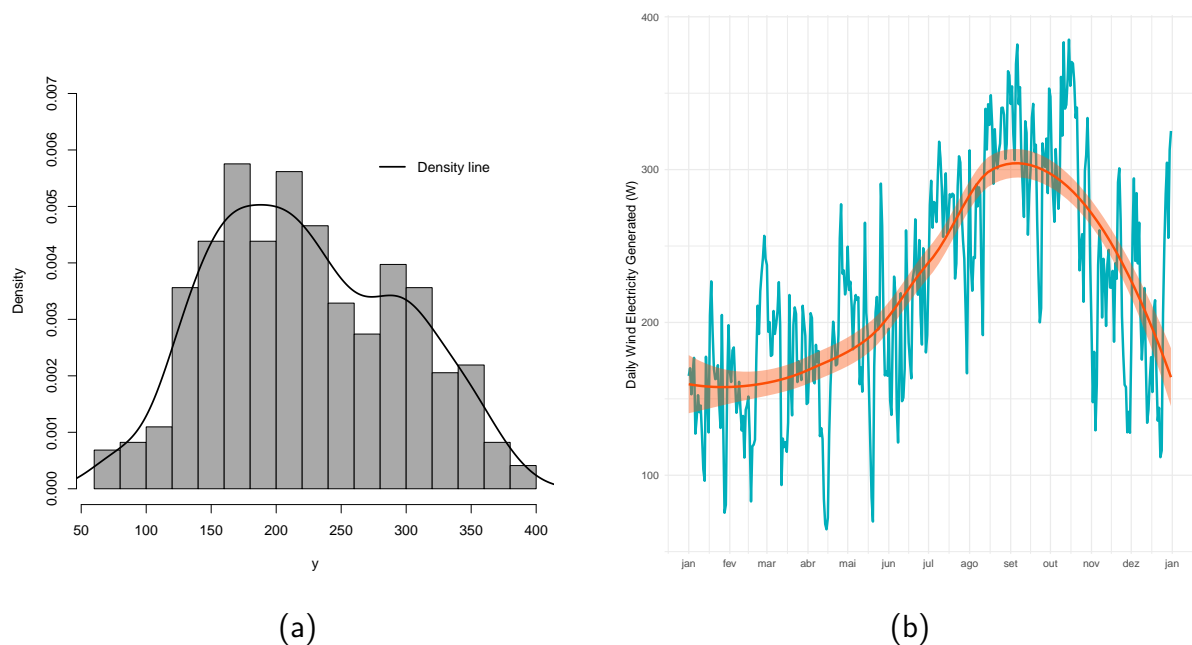 0.007
0.006
0.005
0.004
0.003
0.002
0.001
0.000
Density
Density line
50 100 150 200 250 300 350 400
y
(a)
400
300
200
100
Daily Wind Electricity Generated (W)
jan fev mar abr mai jun jul ago set out nov dez jan
(b)